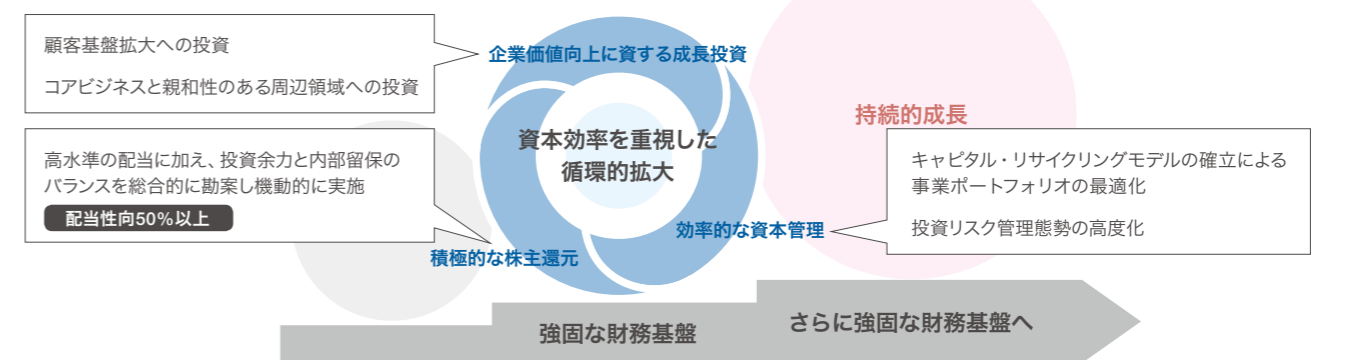 顧客基盤拡大への投資
コアビジネスと親和性のある周辺領域への投資
企業価値向上に資する成長投資
高水準の配当に加え、投資余力と内部留保の
バランスを総合的に勘案し機動的に実施
配当性向50%以上
積極的な株主還元
資本効率を重視した
循環的拡大
効率的な資本管理
持続的成長
キャピタル・リサイクリングモデルの確立による
事業ポートフォリオの最適化
投資リスク管理態勢の高度化
強固な財務基盤
さらに強固な財務基盤へ